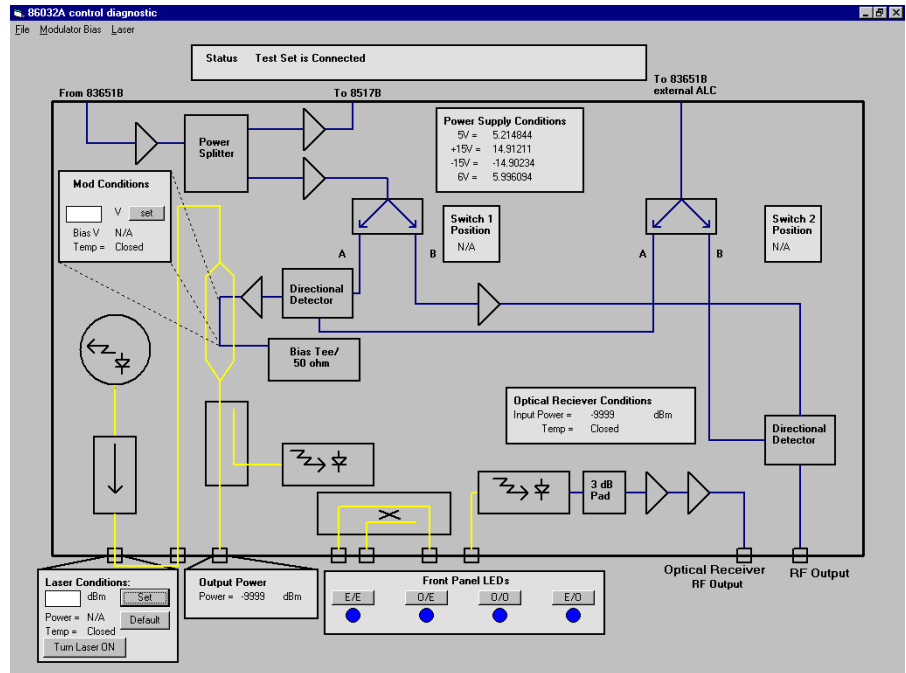 86032A control diagnostic
File Modulator Bias Laser
Status Test Set is Connected
From 83651B
To 8517B
To 83651B
external ALC
Power
Splitter
Power Supply Conditions
5V = 5.214844
+15V = 14.91211
-15V = -14.90234
6V = 5.996094
Mod Conditions
V set
Bias V N/A
Temp = Closed
Switch 1
Position
N/A
Switch 2
Position
N/A
A B
A B
Directional
Detector
Bias Tee/
50 ohm
Optical Reciever Conditions
Input Power = -9999 dBm
Temp = Closed
Directional
Detector
3 dB
Pad
Optical Receiver
RF Output
RF Output
Laser Conditions:
dBm Set
Power = N/A Default
Temp = Closed
Turn Laser ON
Output Power
Power = -9999 dBm
Front Panel LEDs
E/E O/E O/O E/O